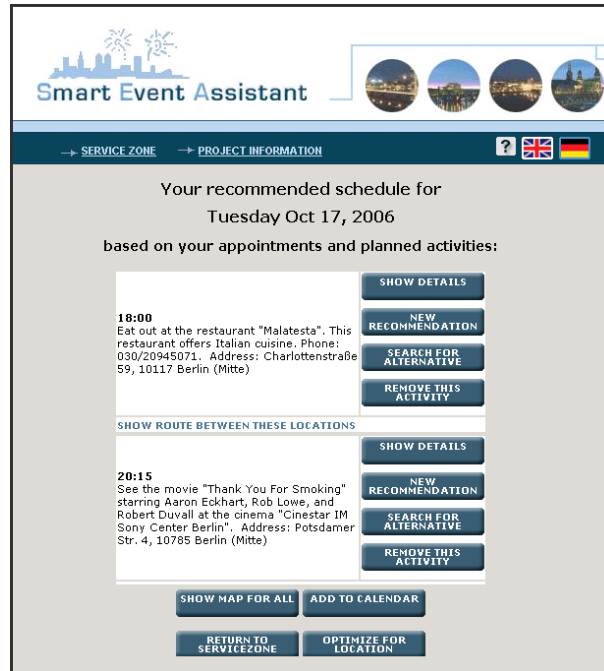 Smart Event Assistant
SERVICE ZONE PROJECT INFORMATION ?
Your recommended schedule for
Tuesday Oct 17, 2006
based on your appointments and planned activities:
SHOW DETAILS
18:00
Eat out at the restaurant "Malatesta". This
restaurant offers Italian cuisine. Phone:
030/20945071. Address: Charlottenstraße
59, 10117 Berlin (Mitte)
NEW
RECOMMENDATION
SEARCH FOR
ALTERNATIVE
REMOVE THIS
ACTIVITY
SHOW ROUTE BETWEEN THESE LOCATIONS
SHOW DETAILS
20:15
See the movie "Thank You For Smoking"
starring Aaron Eckhart, Rob Lowe, and
Robert Duvall at the cinema "Cinestar IM
Sony Center Berlin". Address: Potsdamer
Str. 4, 10785 Berlin (Mitte)
NEW
RECOMMENDATION
SEARCH FOR
ALTERNATIVE
REMOVE THIS
ACTIVITY
SHOW MAP FOR ALL ADD TO CALENDAR
RETURN TO
SERVICEZONE
OPTIMIZE FOR
LOCATION